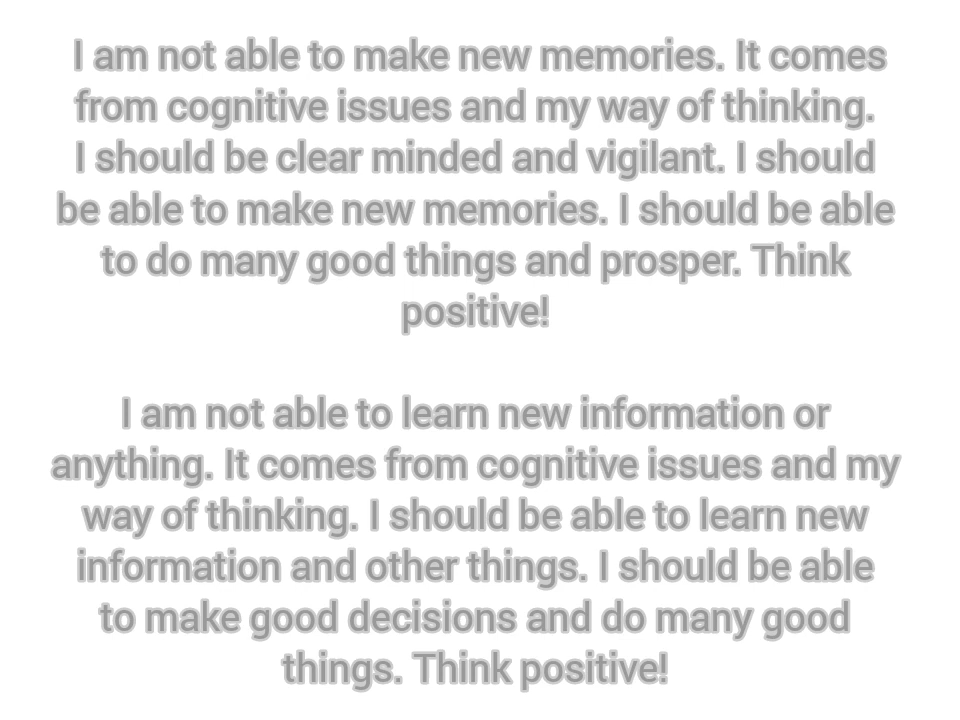 I am not able to make new memories. It comes
from cognitive issues and my way of thinking.
I should be clear minded and vigilant. I should
be able to make new memories. I should be able
to do many good things and prosper. Think
positive!
I am not able to learn new information or
anything. It comes from cognitive issues and my
way of thinking. I should be able to learn new
information and other things. I should be able
to make good decisions and do many good
things. Think positive!